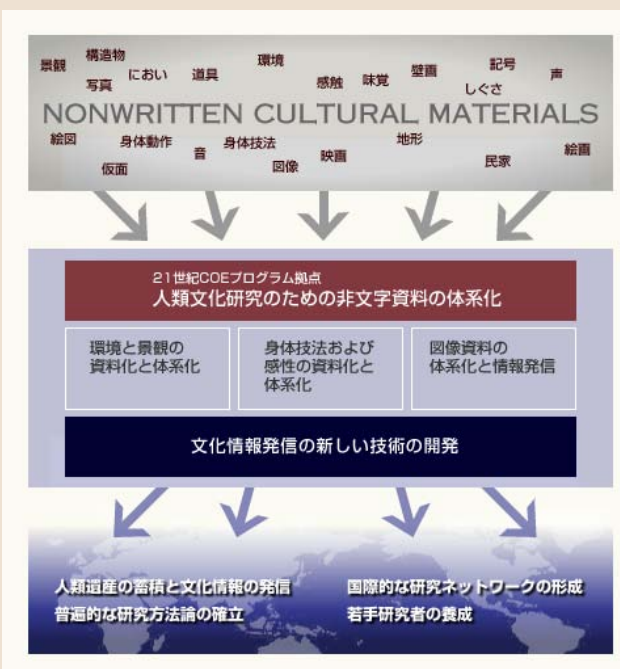 景観 構造物 写真 におい 道具 環境 感触 味覚 壁画 記号 しぐさ 声
NONWRITTEN CULTURAL MATERIALS
絵図 身体動作 仮面 音 身体技法 図像 映画 地形 民家 絵画
21世紀COEプログラム拠点
人類文化研究のための非文字資料の体系化
環境と景観の
資料化と体系化
身体技法および
感性の資料化と
体系化
図像資料の
体系化と情報発信
文化情報発信の新しい技術の開発
人類遺産の蓄積と文化情報の発信
普遍的な研究方法論の確立
国際的な研究ネットワークの形成
若手研究者の養成